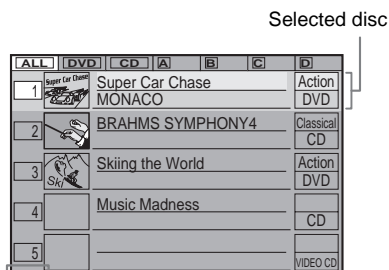 Selected disc
ALL DVD CD A B C D
1 Super Car Chase Super Car Chase Action
MONACO DVD
2 BRAHMS SYMPHONY4 Classical
CD
3 Ski Skiing the World Action
DVD
4 Music Madness
CD
5
VIDEO CD